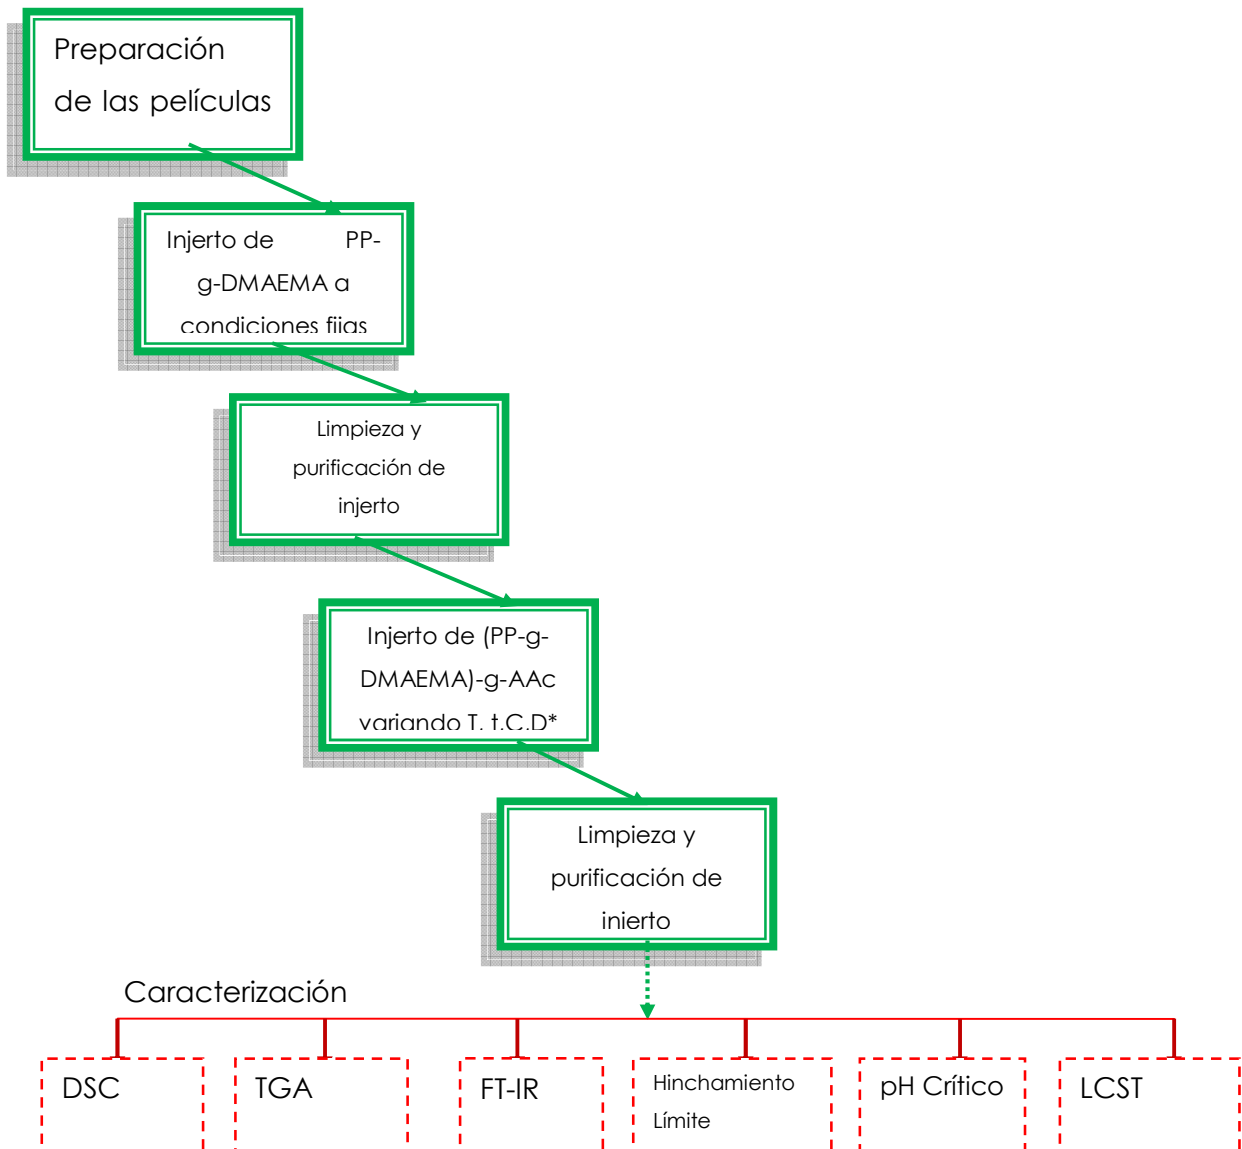 Preparación
de las películas
Injerto de PP-
g-DMAEMA a
condiciones fijas
Limpieza y
purificación de
injerto
Injerto de (PP-g-
DMAEMA)-g-AAc
variando T, t,C,D*
Limpieza y
purificación de
injerto
Caracterización
DSC
TGA
FT-IR
Hinchamiento
Límite
pH Crítico
LCST